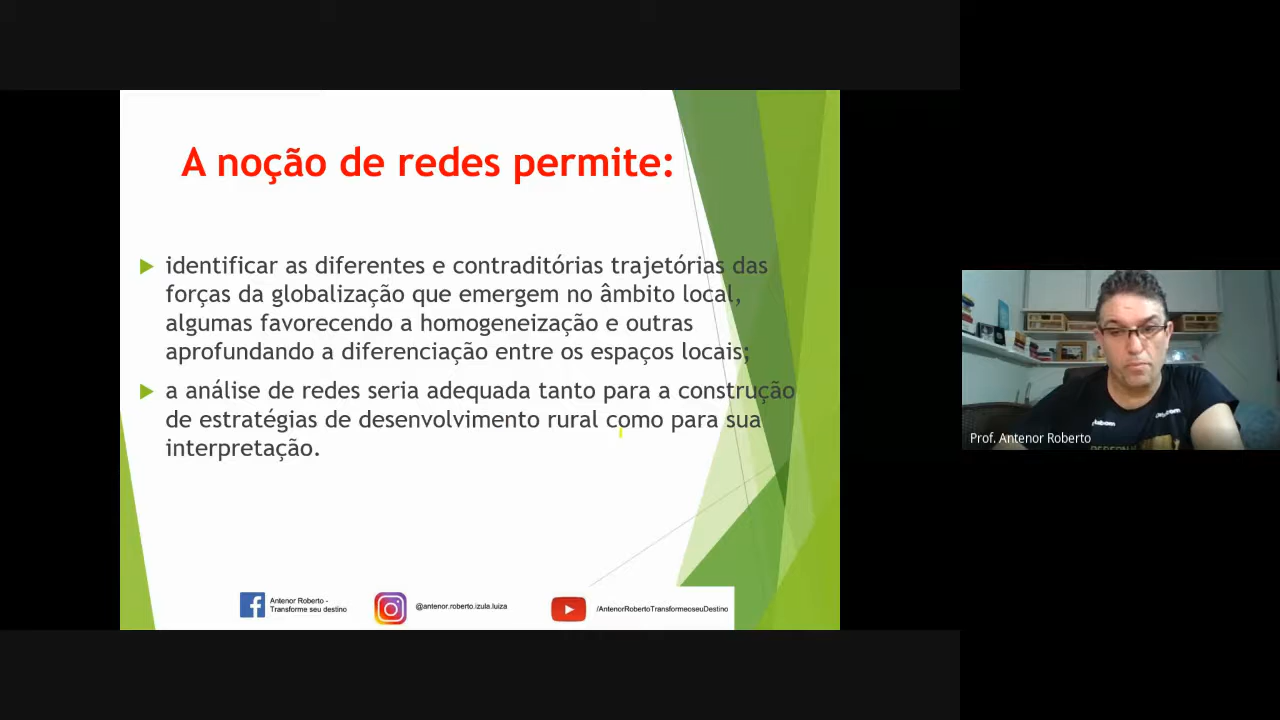 A noção de redes permite:
identificar as diferentes e contraditórias trajetórias das
forças da globalização que emergem no âmbito local,
algumas favorecendo a homogeneização e outras
aprofundando a diferenciação entre os espaços locais;
a análise de redes seria adequada tanto para a construção
de estratégias de desenvolvimento rural como para sua
interpretação.
Antenor Roberto -
Transforme seu destino
@antenor.roberto.izula.luiza
/AntenorRobertoTransformeoseuDestino
Prof. Antenor Roberto